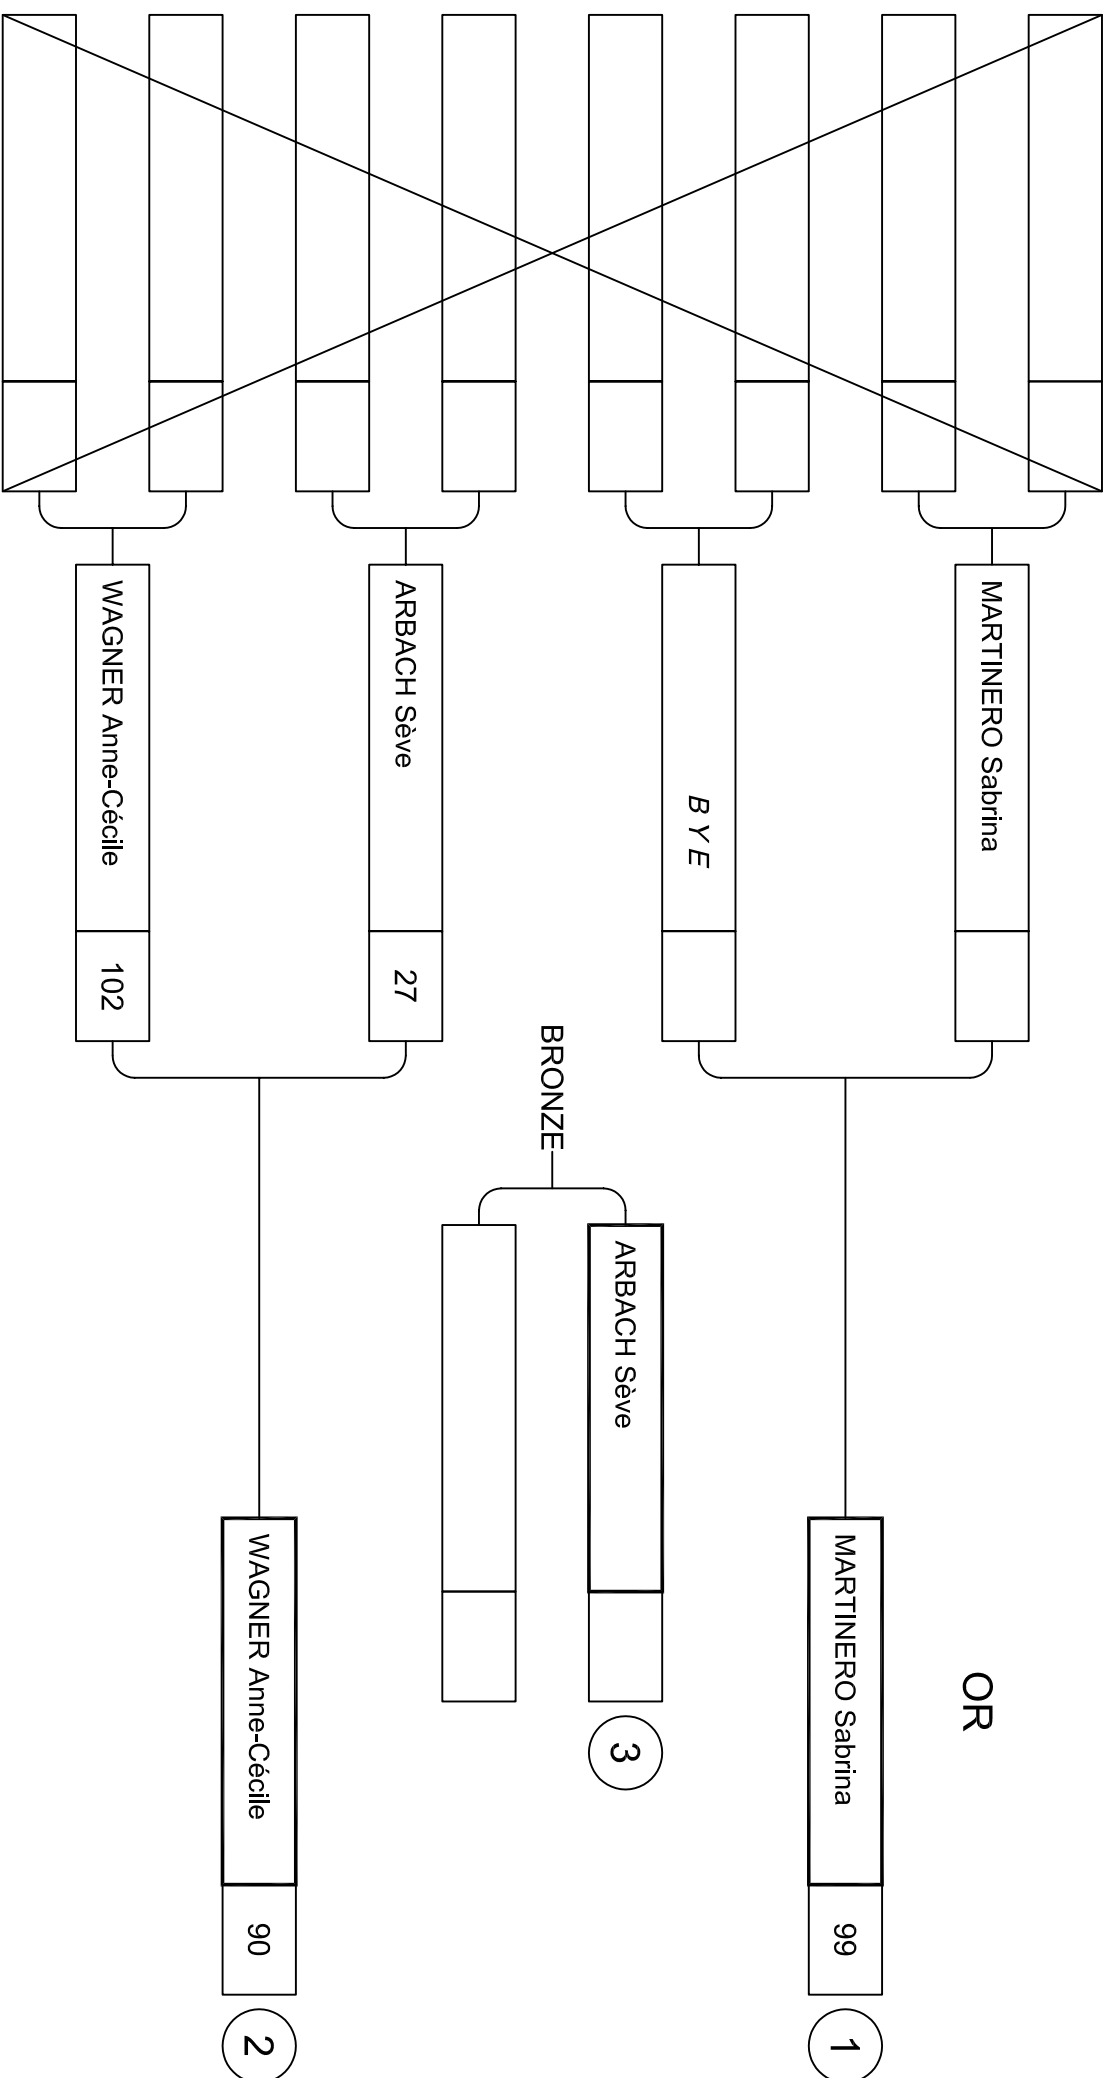 MARTINERO Sabrina
B Y E
ARBACH Sève
27
WAGNER Anne-Cécile
102
BRONZE
ARBACH Sève
3
OR
MARTINERO Sabrina
99
1
WAGNER Anne-Cécile
90
2